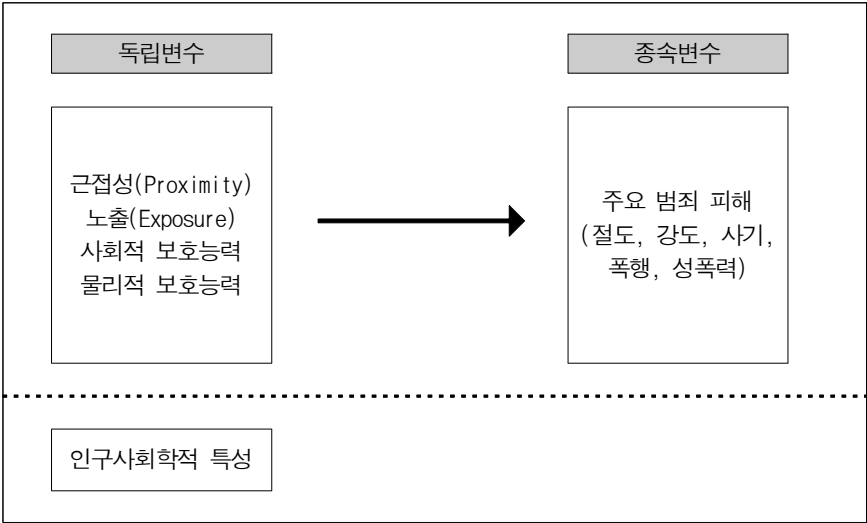 독립변수
종속변수
근접성(Proximity)
노출(Exposure)
사회적 보호능력
물리적 보호능력
주요 범죄 피해
(절도, 강도, 사기,
폭행, 성폭력)
인구사회학적 특성